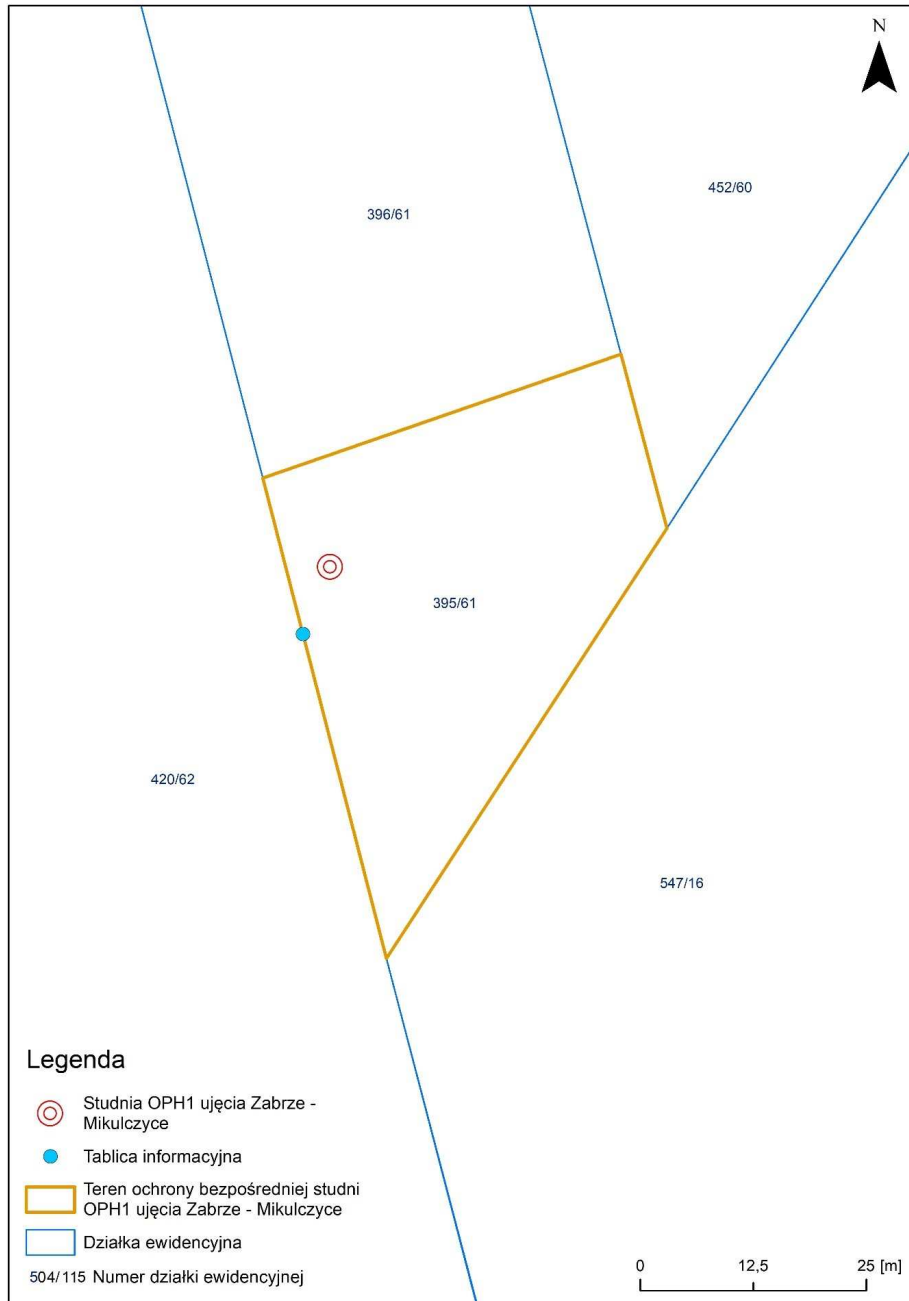 N
452/60
396/61
395/61
420/62
547/16
Legenda
Studnia OPH1 ujęcia Zabrze -
Mikulczyce
Tablica informacyjna
Teren ochrony bezpośredniej studni
OPH1 ujęcia Zabrze - Mikulczyce
Działka ewidencyjna
504/115 Numer działki ewidencyjnej
0 12,5 25 [m]